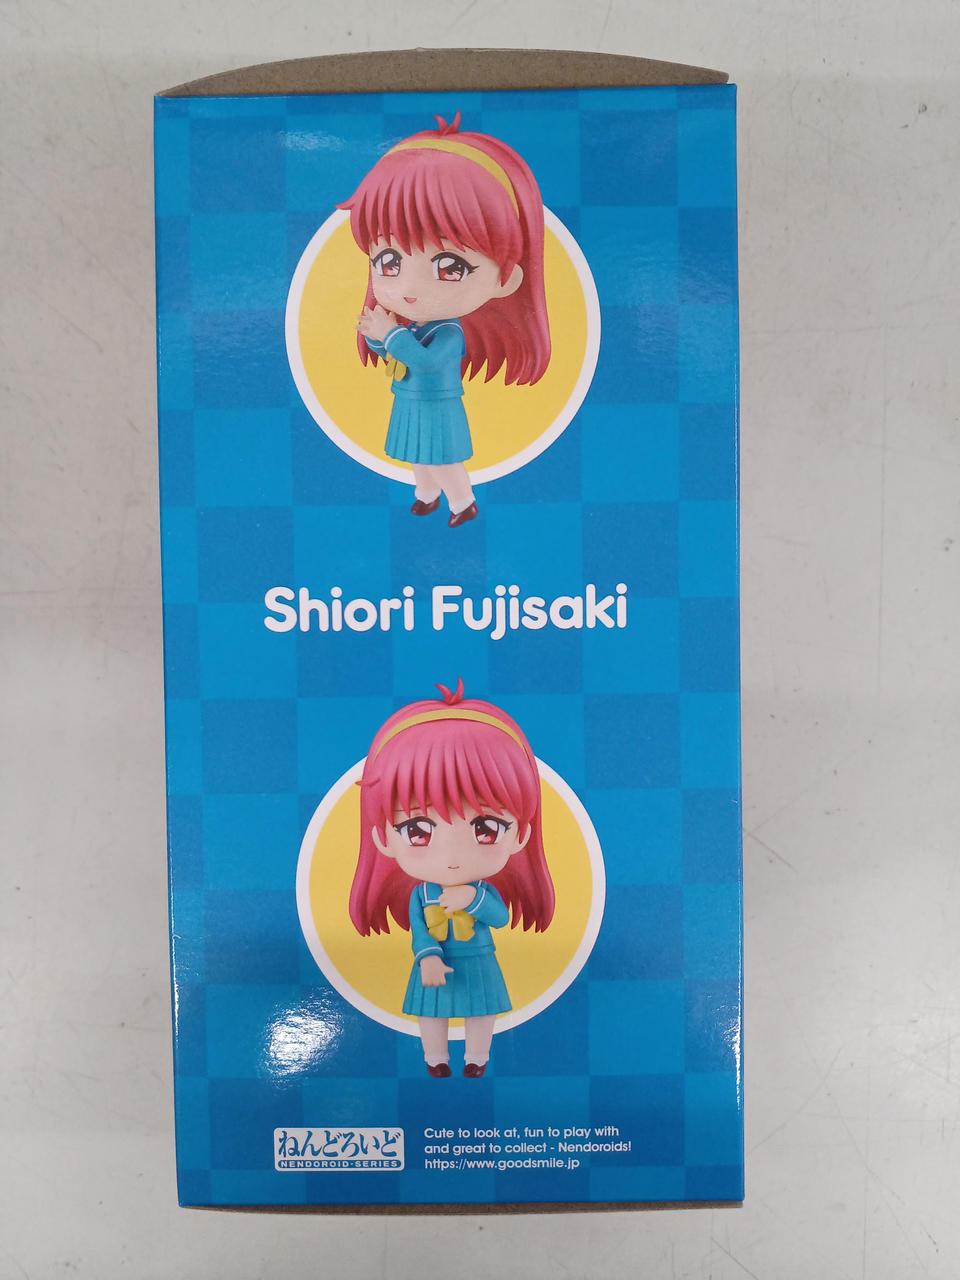 Shiori Fujisaki
ねんどろいど
NENDOROID·SERIES
Cute to look at, fun to play with
and great to collect - Nendoroids!
https://www.goodsmile.jp